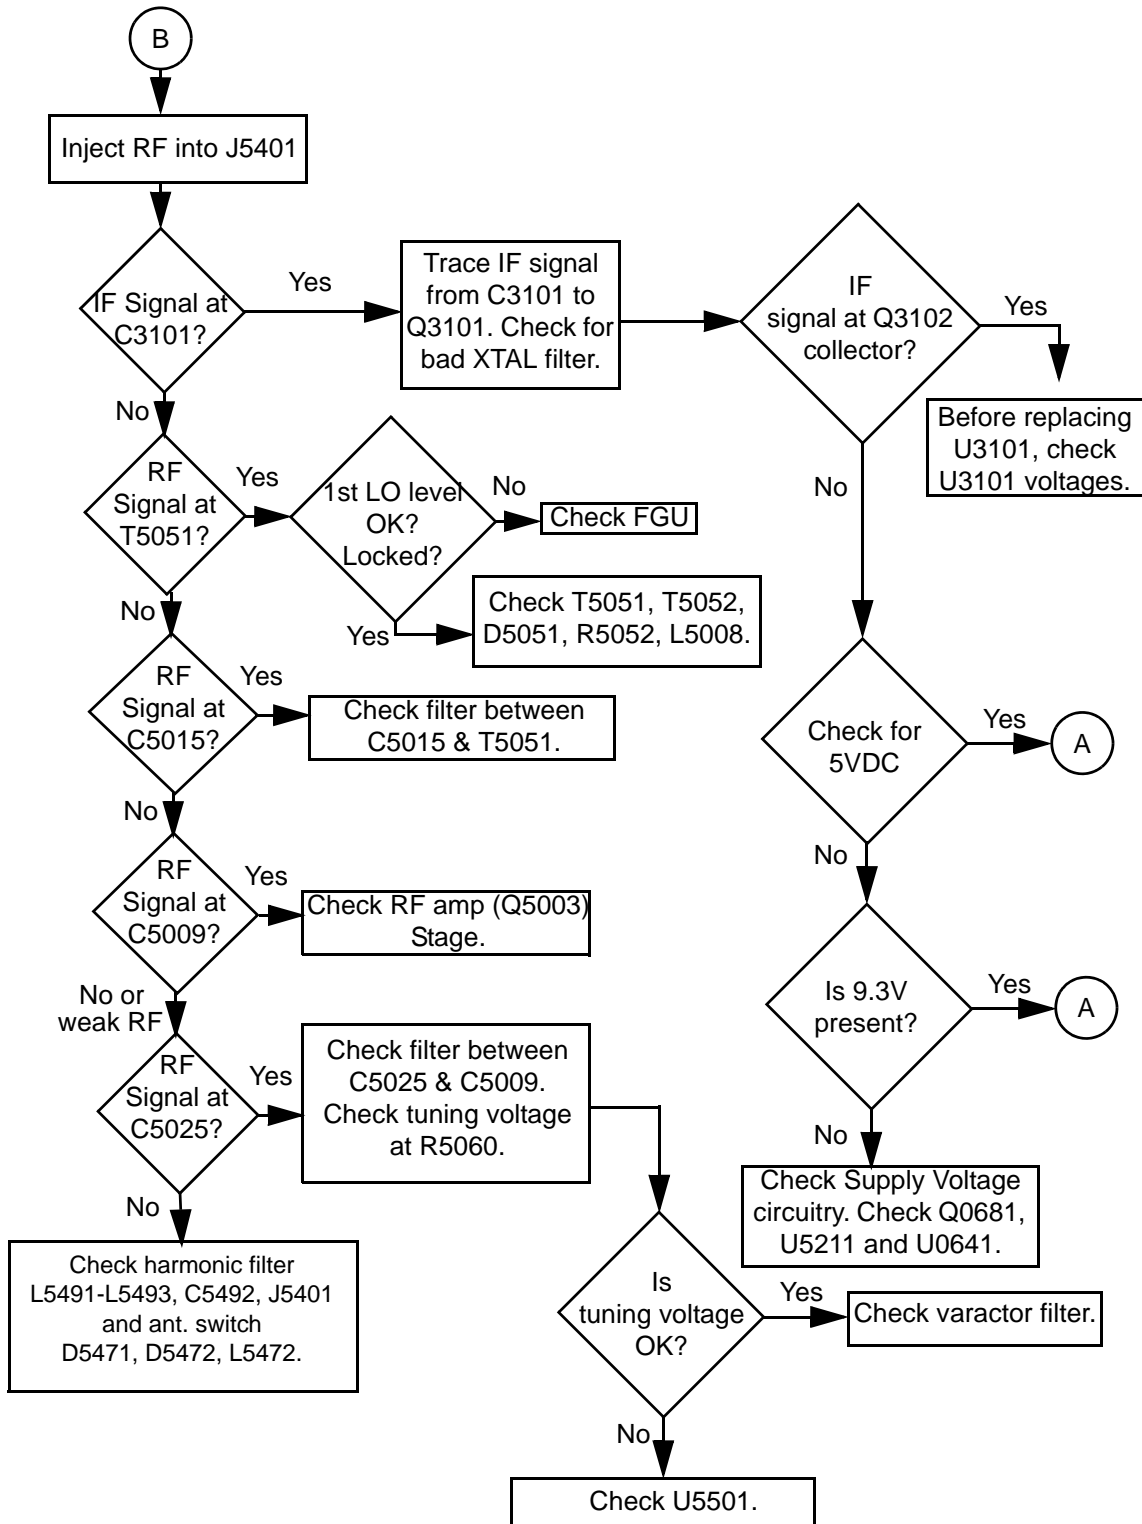 B
Inject RF into J5401
IF Signal at
C3101?
Yes
No
Trace IF signal
from C3101 to
Q3101. Check for
bad XTAL filter.
IF
signal at Q3102
collector?
Yes
No
Before replacing
U3101, check
U3101 voltages.
RF
Signal at
T5051?
Yes
No
1st LO level
OK?
Locked?
No
Yes
Check FGU
Check T5051, T5052,
D5051, R5052, L5008.
RF
Signal at
C5015?
Yes
No
Check filter between
C5015 & T5051.
Check for
5VDC
Yes
A
No
RF
Signal at
C5009?
Yes
Check RF amp (Q5003)
Stage.
No or
weak RF
Is 9.3V
present?
Yes
A
No
Check Supply Voltage
circuitry. Check Q0681,
U5211 and U0641.
RF
Signal at
C5025?
Yes
No
Check filter between
C5025 & C5009.
Check tuning voltage
at R5060.
Check harmonic filter
L5491-L5493, C5492, J5401
and ant. switch
D5471, D5472, L5472.
Is
tuning voltage
OK?
Yes
Check varactor filter.
No
Check U5501.